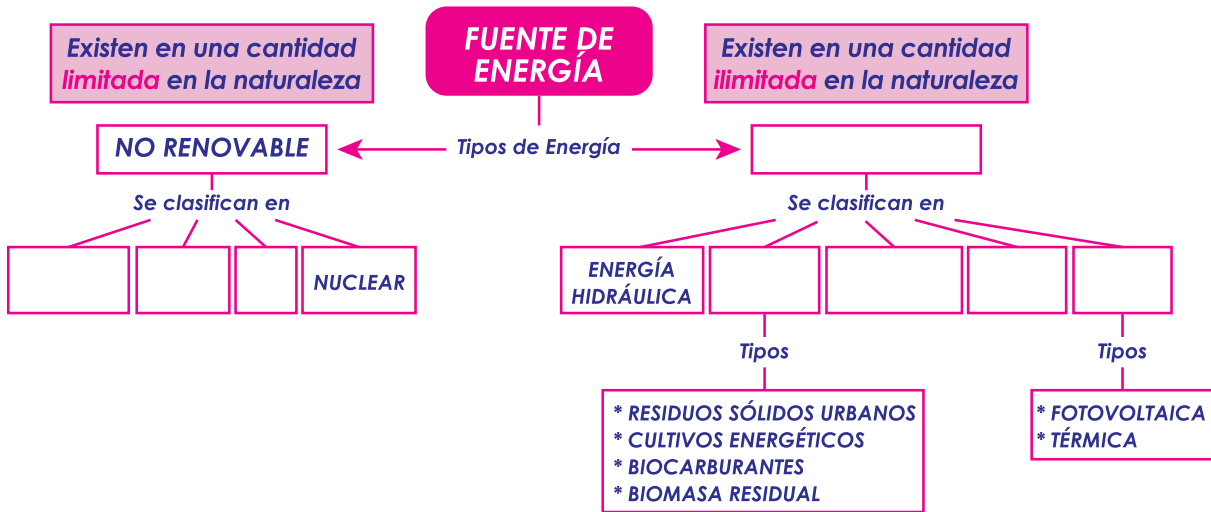 FUENTE DE
ENERGÍA
Existen en una cantidad
limitada en la naturaleza
Existen en una cantidad
ilimitada en la naturaleza
NO RENOVABLE
Tipos de Energía
Se clasifican en
Se clasifican en
NUCLEAR
ENERGÍA
HIDRÁULICA
Tipos
Tipos
* RESIDUOS SÓLIDOS URBANOS
* CULTIVOS ENERGÉTICOS
* BIOCARBURANTES
* BIOMASA RESIDUAL
* FOTOVOLTAICA
* TÉRMICA